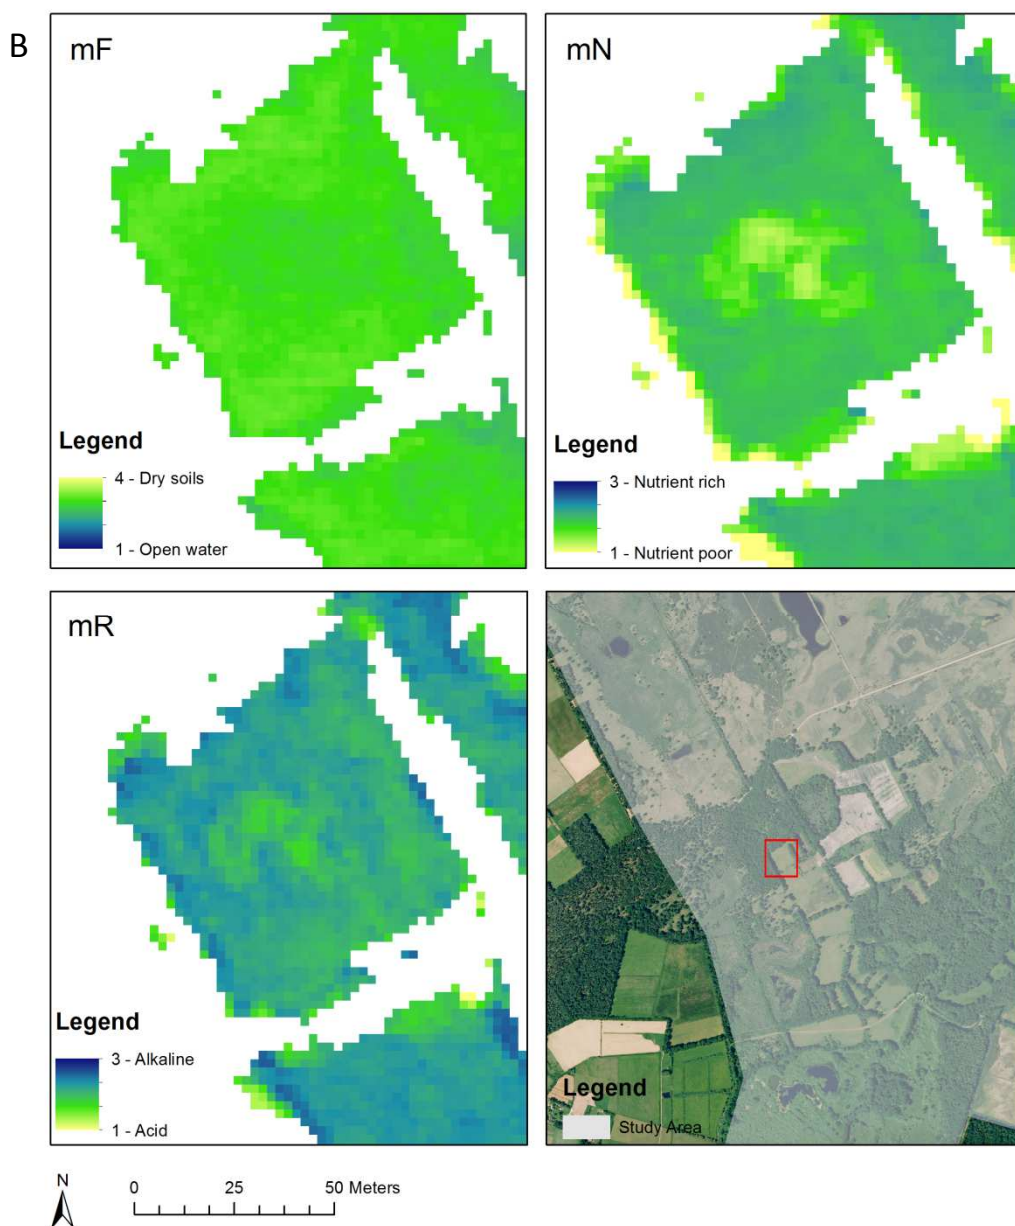 B
mF
Legend
4 - Dry soils
1 - Open water
mN
Legend
3 - Nutrient rich
1 - Nutrient poor
mR
Legend
3 - Alkaline
1 - Acid
Legend
Study Area
N
0 25 50 Meters